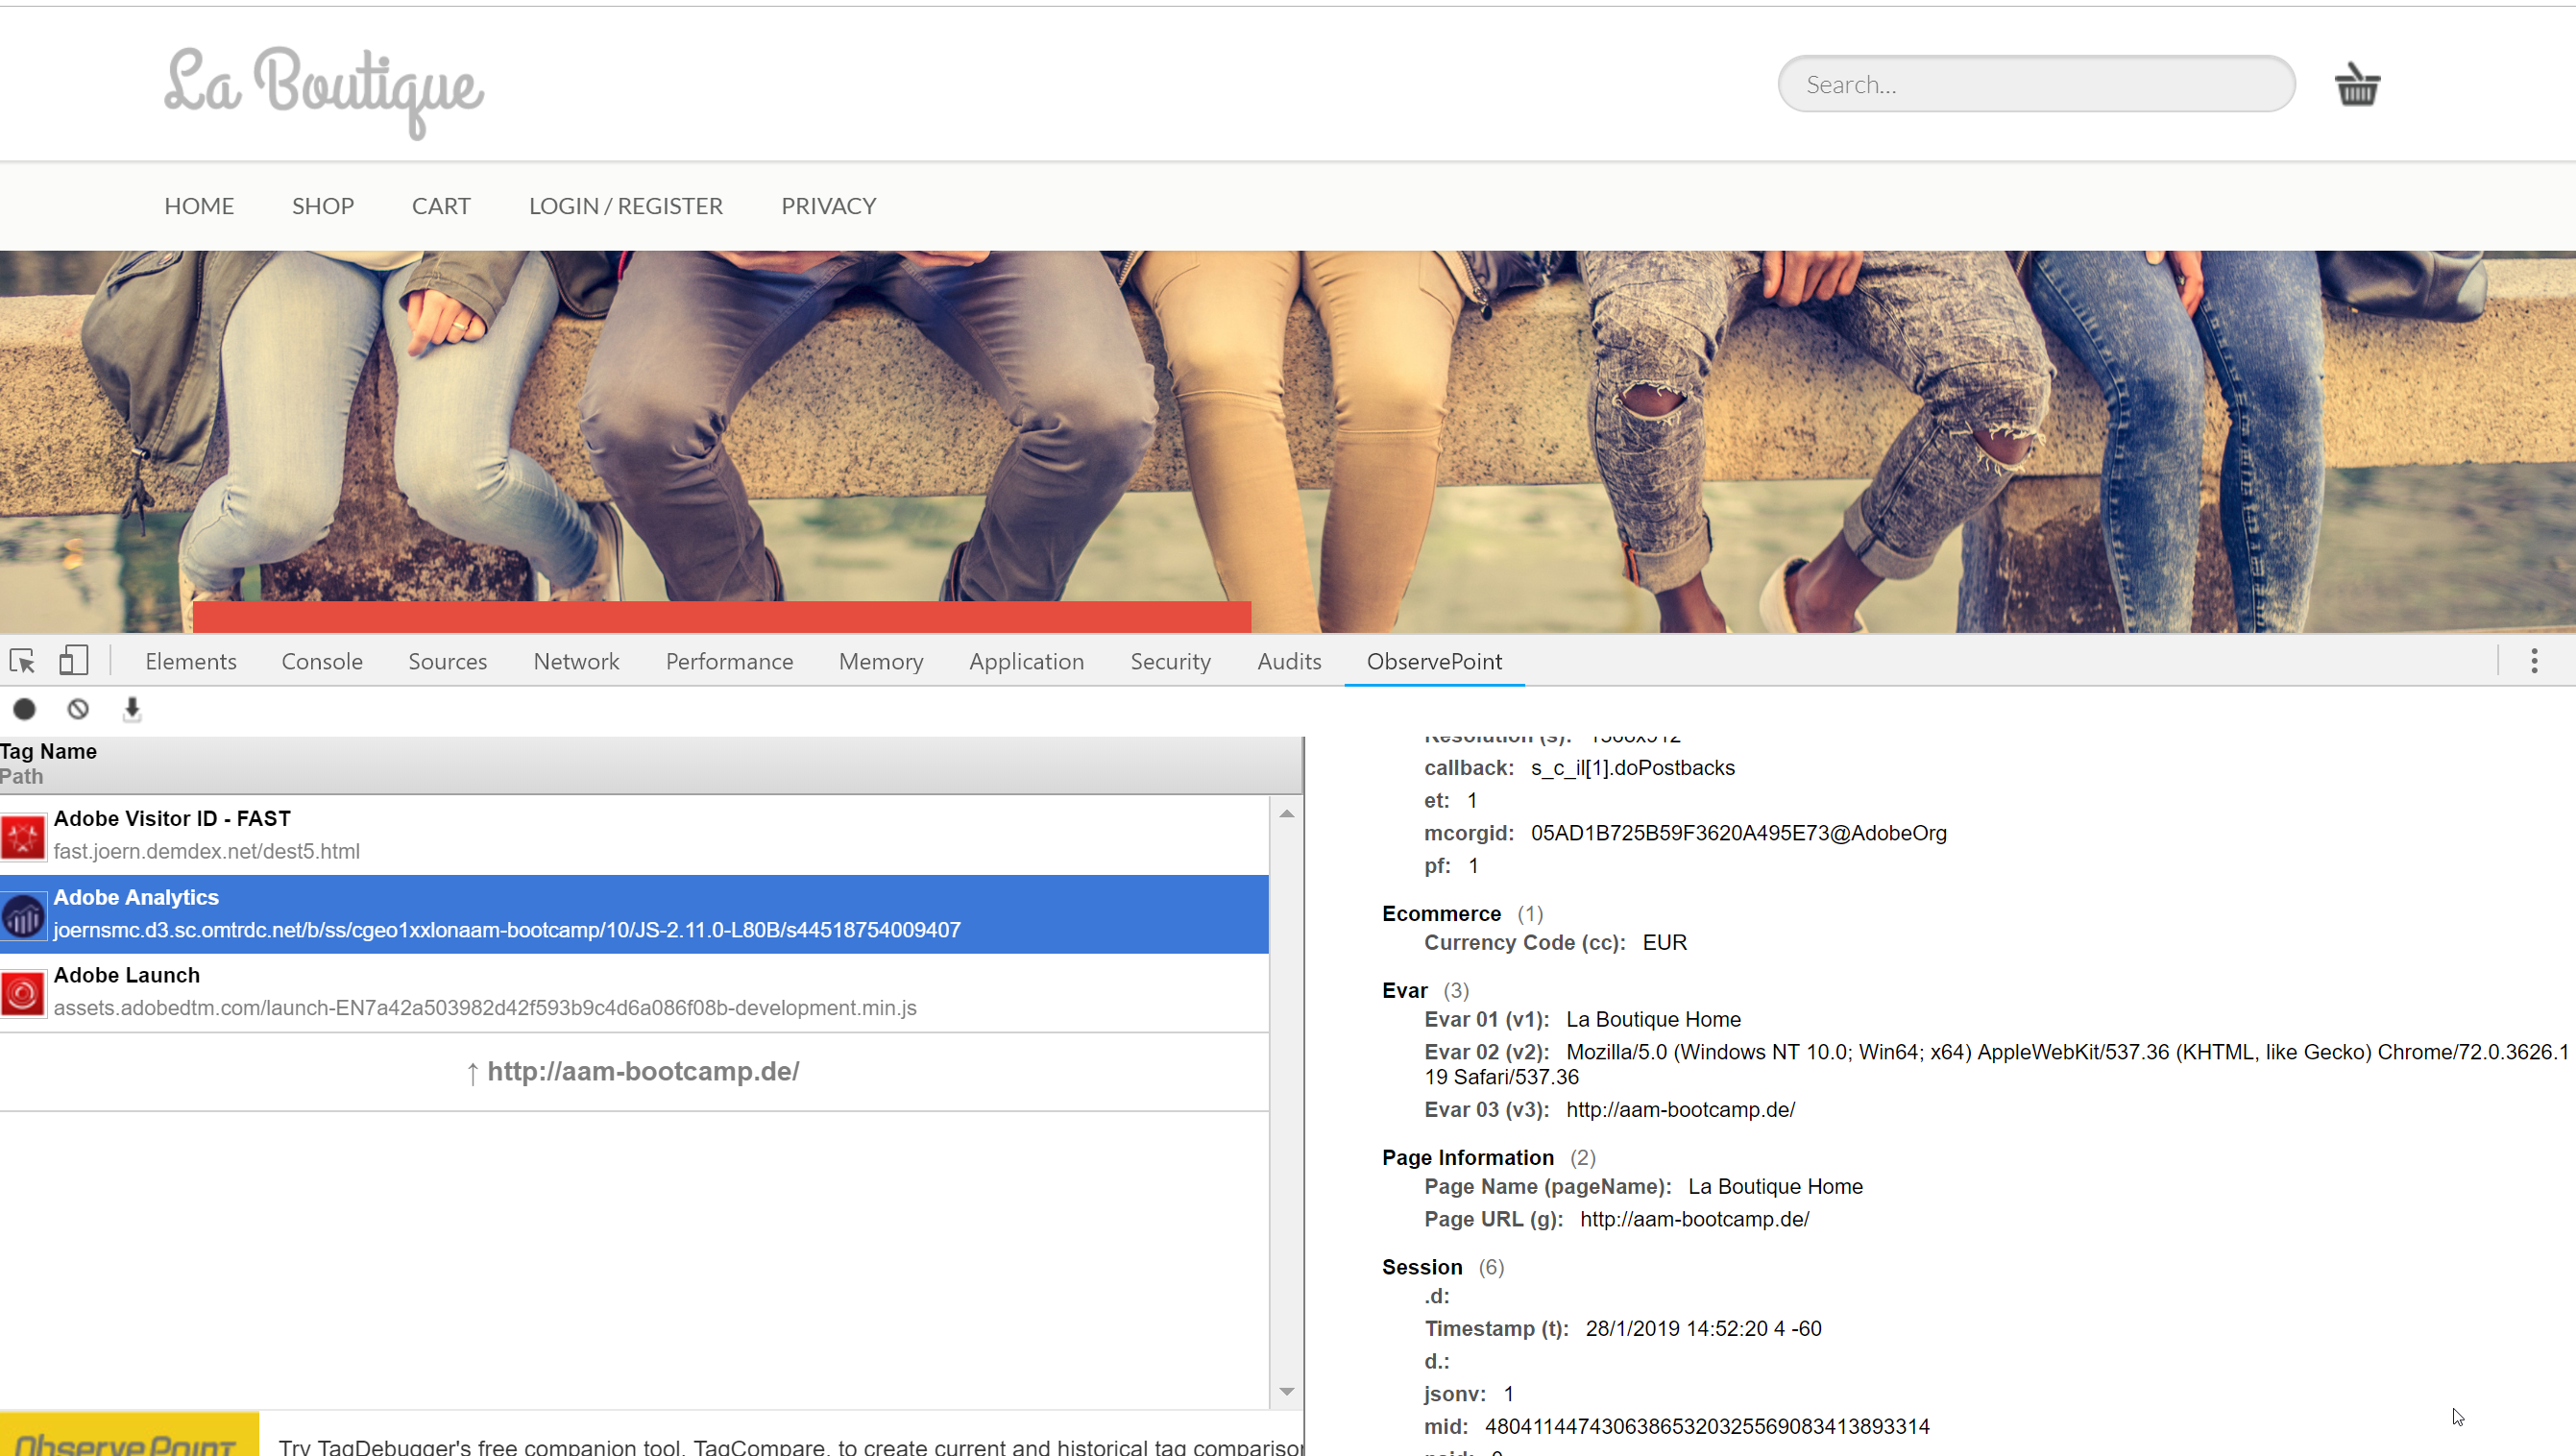 La Boutique
Search...
HOME SHOP CART LOGIN / REGISTER PRIVACY
Elements Console Sources Network Performance Memory Application Security Audits ObservePoint
Tag Name
Path
Adobe Visitor ID - FAST
fast.joern.demdex.net/dest5.html
Adobe Analytics
joernsmc.d3.sc.omtrdc.net/b/ss/cgeo1xxlonaam-bootcamp/10/JS-2.11.0-L80B/s44518754009407
Adobe Launch
assets.adobedtm.com/launch-EN7a42a503982d42f593b9c4d6a086f08b-development.min.js
↑ http://aam-bootcamp.de/
ObservePoint
Try TagDebugger's free companion tool, TagCompare, to create current and historical tag
Resolution (s):
callback: s_c_il[1].doPostbacks
et: 1
mcorgid: 05AD1B725B59F3620A495E73@AdobeOrg
pf: 1
Ecommerce (1)
Currency Code (cc): EUR
Evar (3)
Evar 01 (v1): La Boutique Home
Evar 02 (v2): Mozilla/5.0 (Windows NT 10.0; Win64; x64) AppleWebKit/537.36 (KHTML, like Gecko) Chrome/72.0.3626.1
19 Safari/537.36
Evar 03 (v3): http://aam-bootcamp.de/
Page Information (2)
Page Name (pageName): La Boutique Home
Page URL (g): http://aam-bootcamp.de/
Session (6)
.d:
Timestamp (t): 28/1/2019 14:52:20 4 -60
d.:
jsonv: 1
mid: 48041144743063865320325569083413893314